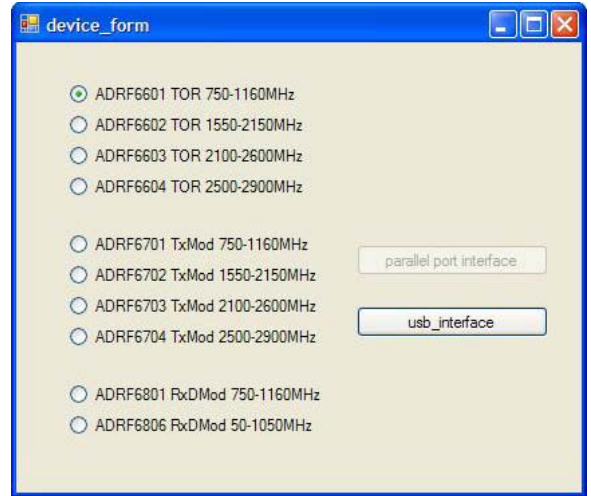 device_form
ADRF6601 TOR 750-1160MHz
ADRF6602 TOR 1550-2150MHz
ADRF6603 TOR 2100-2600MHz
ADRF6604 TOR 2500-2900MHz
ADRF6701 TxMod 750-1160MHz
ADRF6702 TxMod 1550-2150MHz
ADRF6703 TxMod 2100-2600MHz
ADRF6704 TxMod 2500-2900MHz
parallel port interface
usb_interface
ADRF6801 RxDMod 750-1160MHz
ADRF6806 RxDMod 50-1050MHz